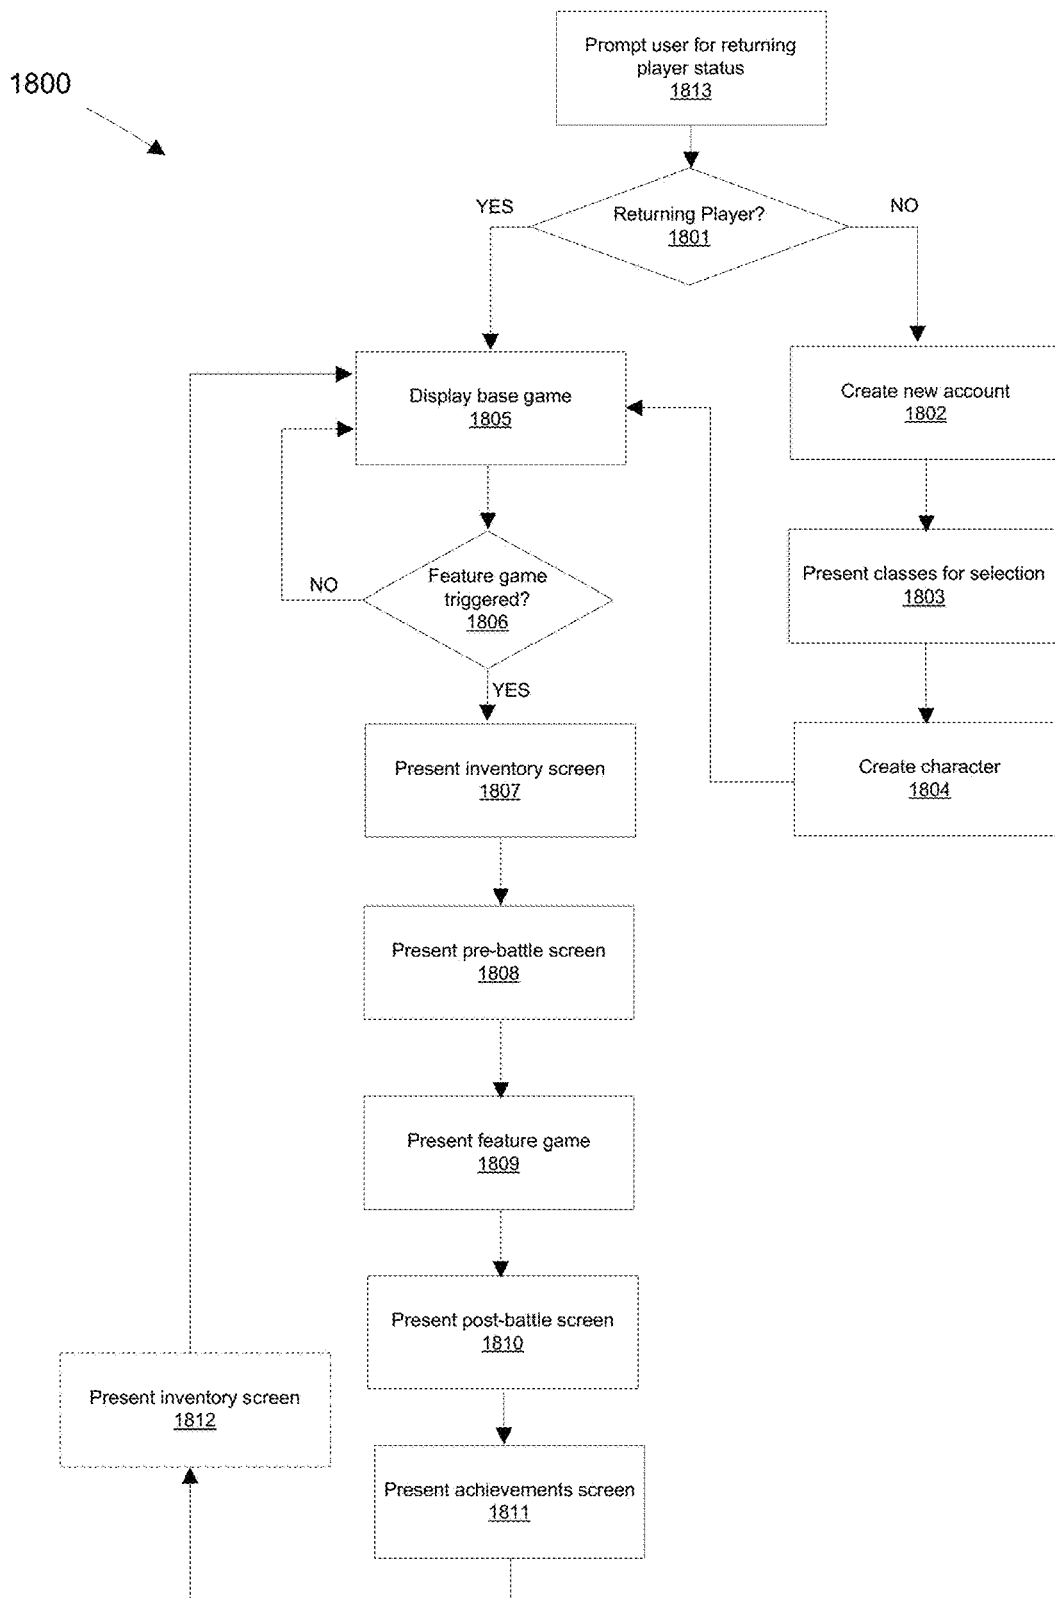 1800
Prompt user for returning
player status
1813
YES
Returning Player?
1801
NO
Display base game
1805
Create new account
1802
Present classes for selection
1803
NO
Feature game
triggered?
1806
YES
Present inventory screen
1807
Create character
1804
Present pre-battle screen
1808
Present feature game
1809
Present post-battle screen
1810
Present inventory screen
1812
Present achievements screen
1811